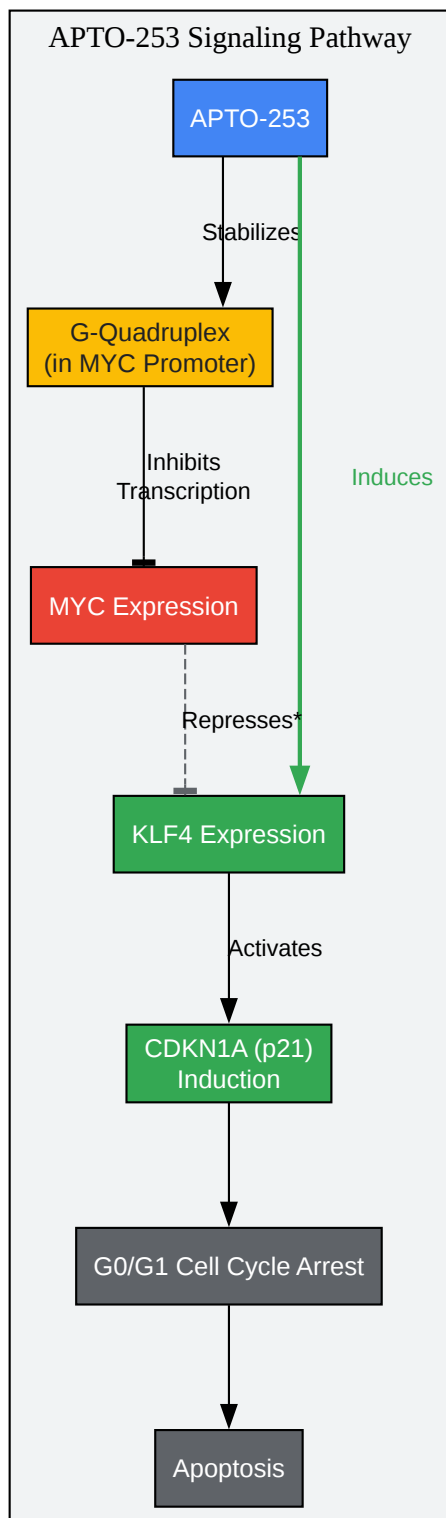 APTO-253 Signaling Pathway
APTO-253
Stabilizes
G-Quadruplex
(in MYC Promoter)
Inhibits
Transcription
Induces
MYC Expression
Represses*
KLF4 Expression
Activates
CDKN1A (p21)
Induction
G0/G1 Cell Cycle Arrest
Apoptosis